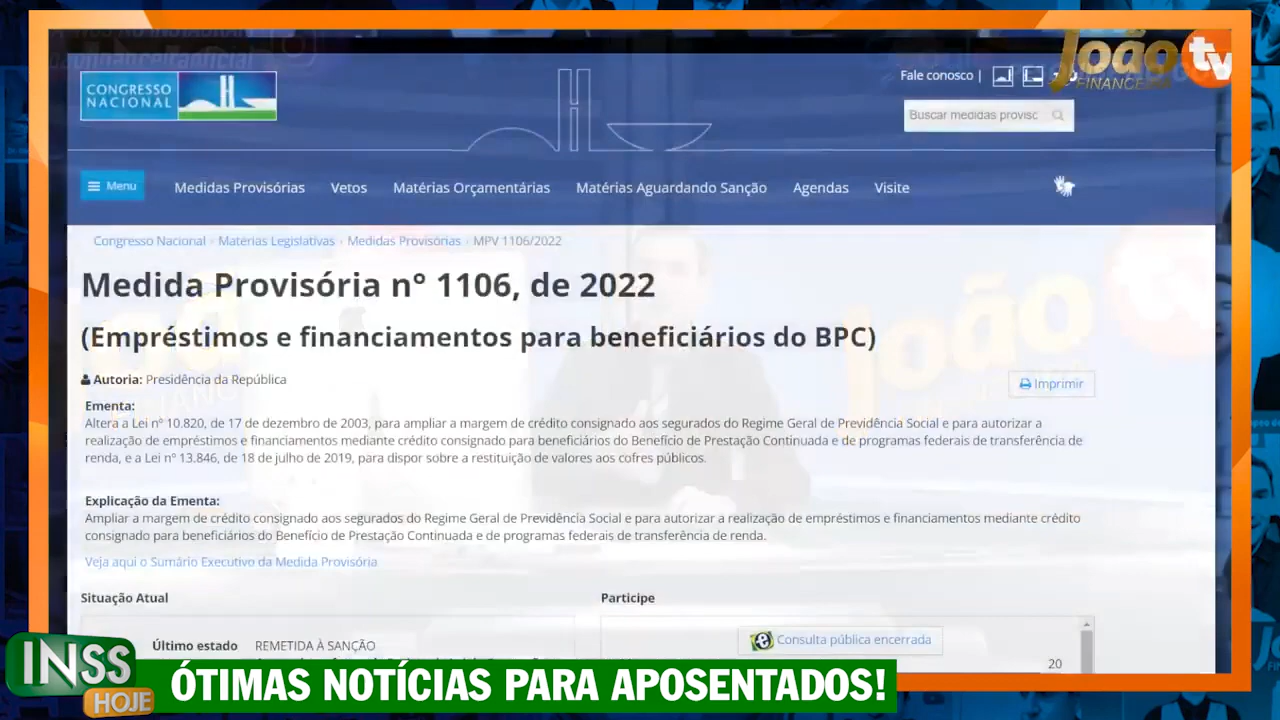 João tv
FINANCEIRA
CONGRESSO
NACIONAL
Fale conosco |
Buscar medidas provisc
Menu
Medidas Provisórias
Vetos
Matérias Orçamentárias
Matérias Aguardando Sanção
Agendas
Visite
Congresso Nacional › Matérias Legislativas › Medidas Provisórias › MPV 1106/2022
Medida Provisória n° 1106, de 2022
(Empréstimos e financiamentos para beneficiários do BPC)
Autoria: Presidência da República
Imprimir
Ementa:
Altera a Lei nº 10.820, de 17 de dezembro de 2003, para ampliar a margem de crédito consignado aos segurados do Regime Geral de Previdência Social e para autorizar a
realização de empréstimos e financiamentos mediante crédito consignado para beneficiários do Benefício de Prestação Continuada e de programas federais de transferência de
renda, e a Lei nº 13.846, de 18 de julho de 2019, para dispor sobre a restituição de valores aos cofres públicos.
Explicação da Ementa:
Ampliar a margem de crédito consignado aos segurados do Regime Geral de Previdência Social e para autorizar a realização de empréstimos e financiamentos mediante crédito
consignado para beneficiários do Benefício de Prestação Continuada e de programas federais de transferência de renda.
Veja aqui o Sumário Executivo da Medida Provisória
Situação Atual
Participe
Último estado REMETIDA À SANÇÃO
Consulta pública encerrada
20
INSS
HOJE
ÓTIMAS NOTÍCIAS PARA APOSENTADOS!